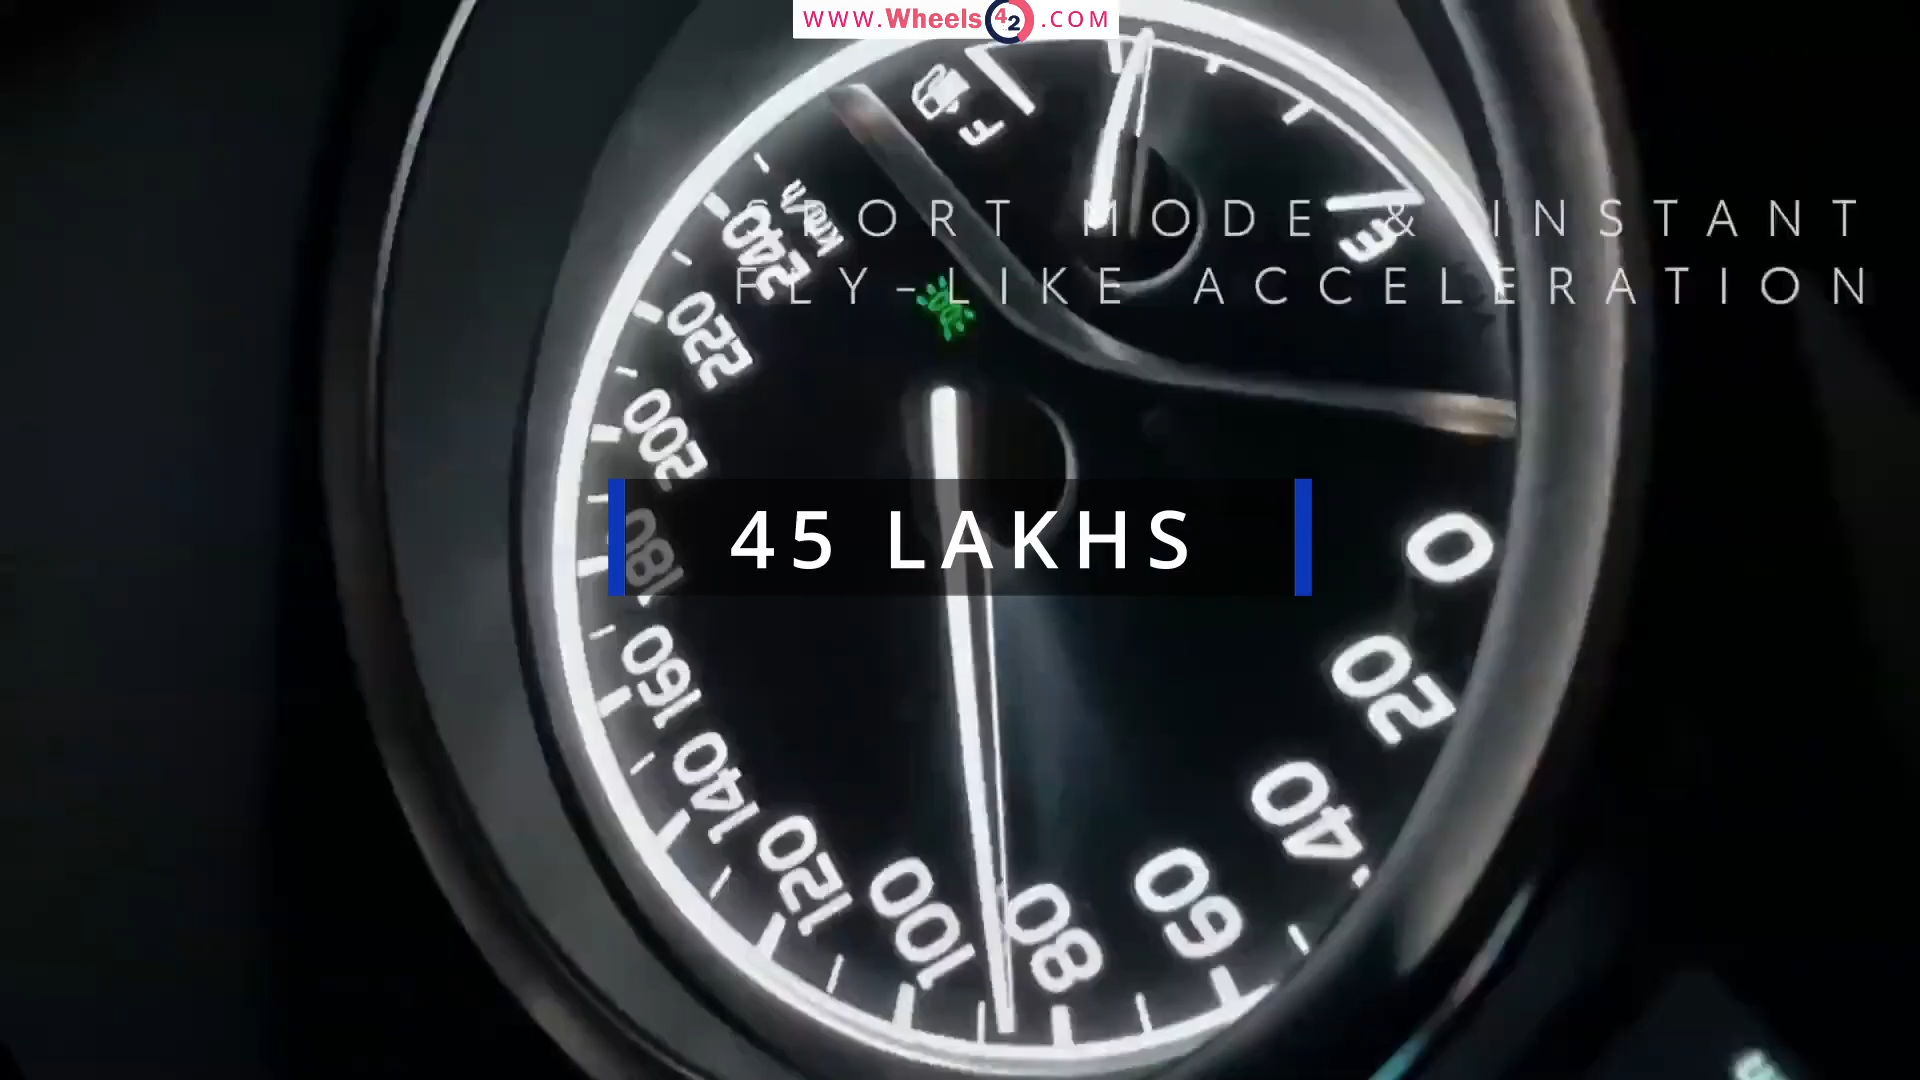 WWW.Wheels42.COM
F
km/h
240
SPORT MODE & INSTANT
E
FLY-LIKE ACCELERATION
220
200
45 LAKHS
180
0
160
20
140
40
120
60
100
80